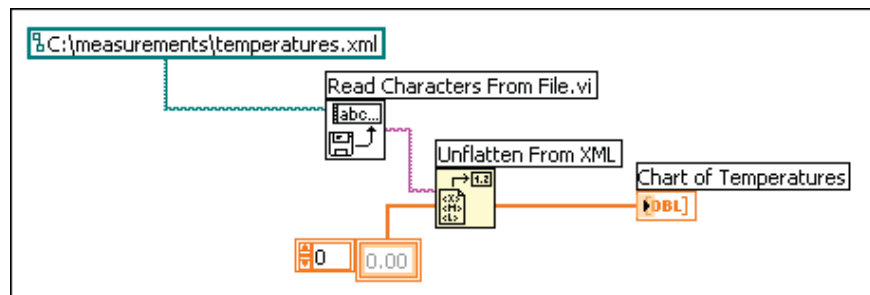 C:\measurements\temperatures.xml
Read Characters From File.vi
abc...
Unflatten From XML
1.2
<X>
<M>
<L>
Chart of Temperatures
DBL]
0
0.00